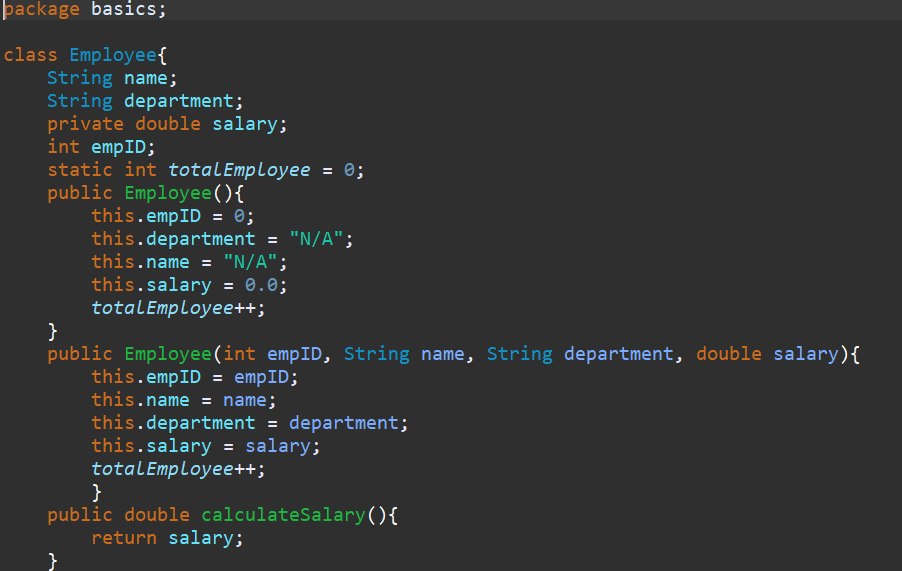 package basics;

class Employee{
    String name;
    String department;
    private double salary;
    int empID;
    static int totalEmployee = 0;
    public Employee(){
        this.empID = 0;
        this.department = "N/A";
        this.name = "N/A";
        this.salary = 0.0;
        totalEmployee++;
    }
    public Employee(int empID, String name, String department, double salary){
        this.empID = empID;
        this.name = name;
        this.department = department;
        this.salary = salary;
        totalEmployee++;
        }
    public double calculateSalary(){
        return salary;
    }